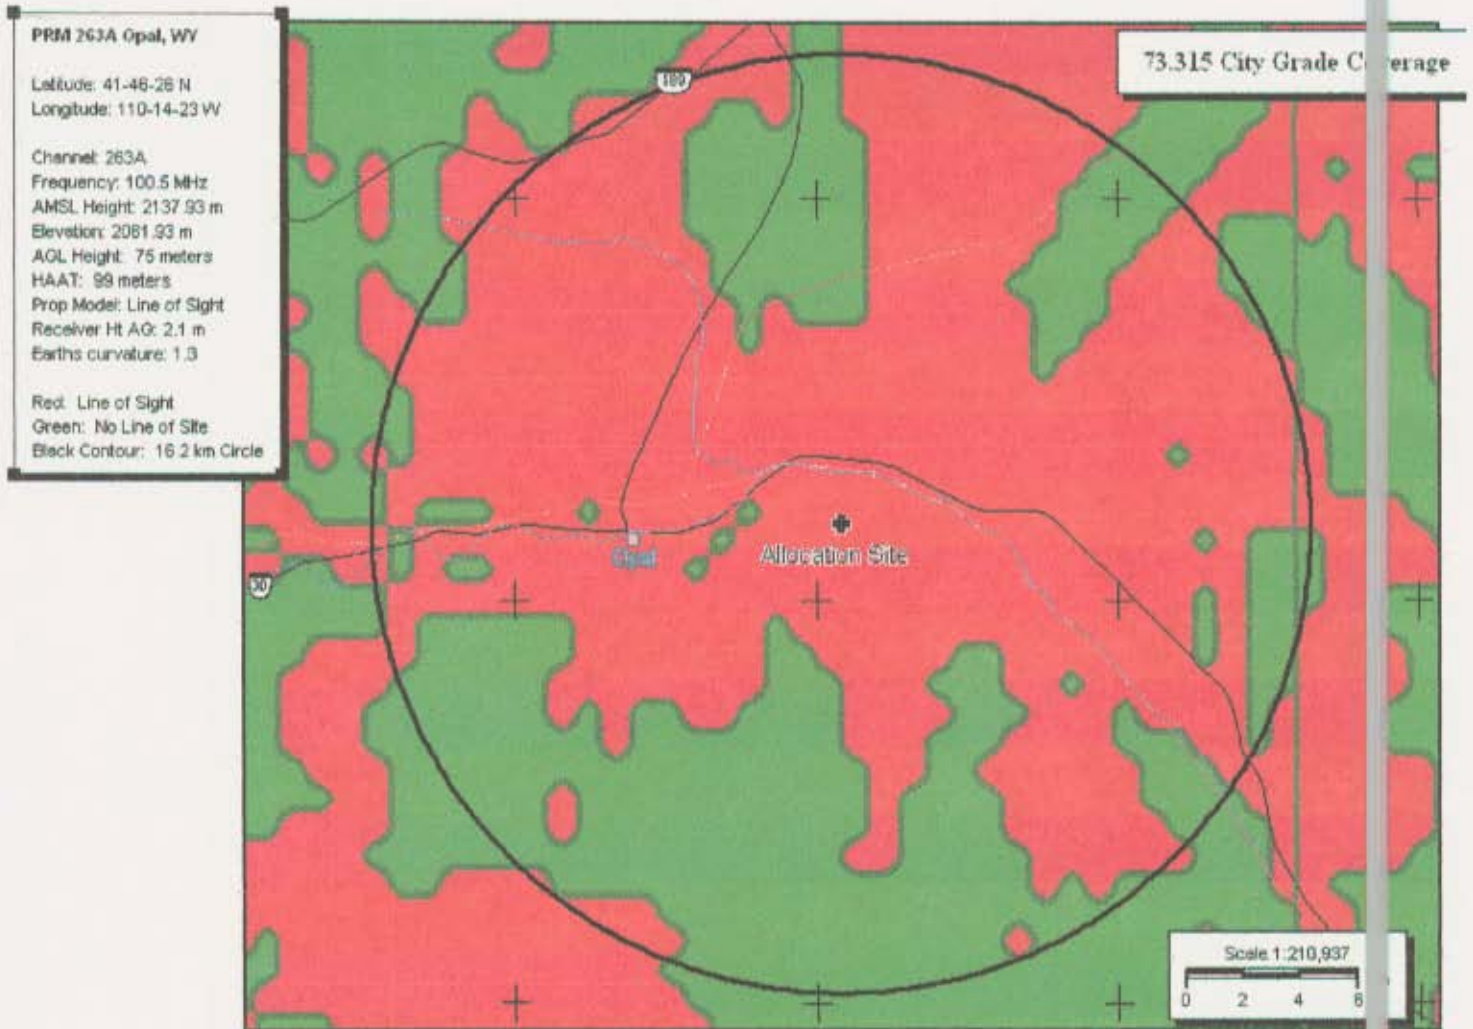 PRM 263A Opal, WY
Latitude: 41-46-26 N
Longitude: 110-14-23 W
Channel: 263A
Frequency: 100.5 MHz
AMSL Height: 2137.93 m
Elevation: 2061.93 m
AGL Height: 75 meters
HAAT: 99 meters
Prop Model: Line of Sight
Receiver Ht AG: 2.1 m
Earths curvature: 1.3
Red: Line of Sight
Green: No Line of Site
Black Contour: 16.2 km Circle
73.315 City Grade C erage
189
30
Opal
Allocation Site
Scale 1:210,937
0 2 4 6